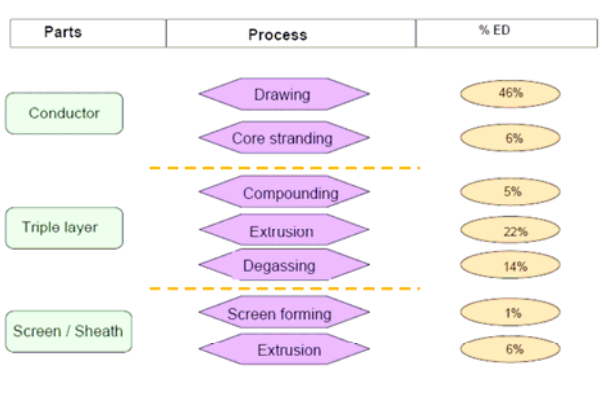 Parts Process % ED
Conductor
Drawing 46%
Core stranding 6%
Triple layer
Compounding 5%
Extrusion 22%
Degassing 14%
Screen / Sheath
Screen forming 1%
Extrusion 6%